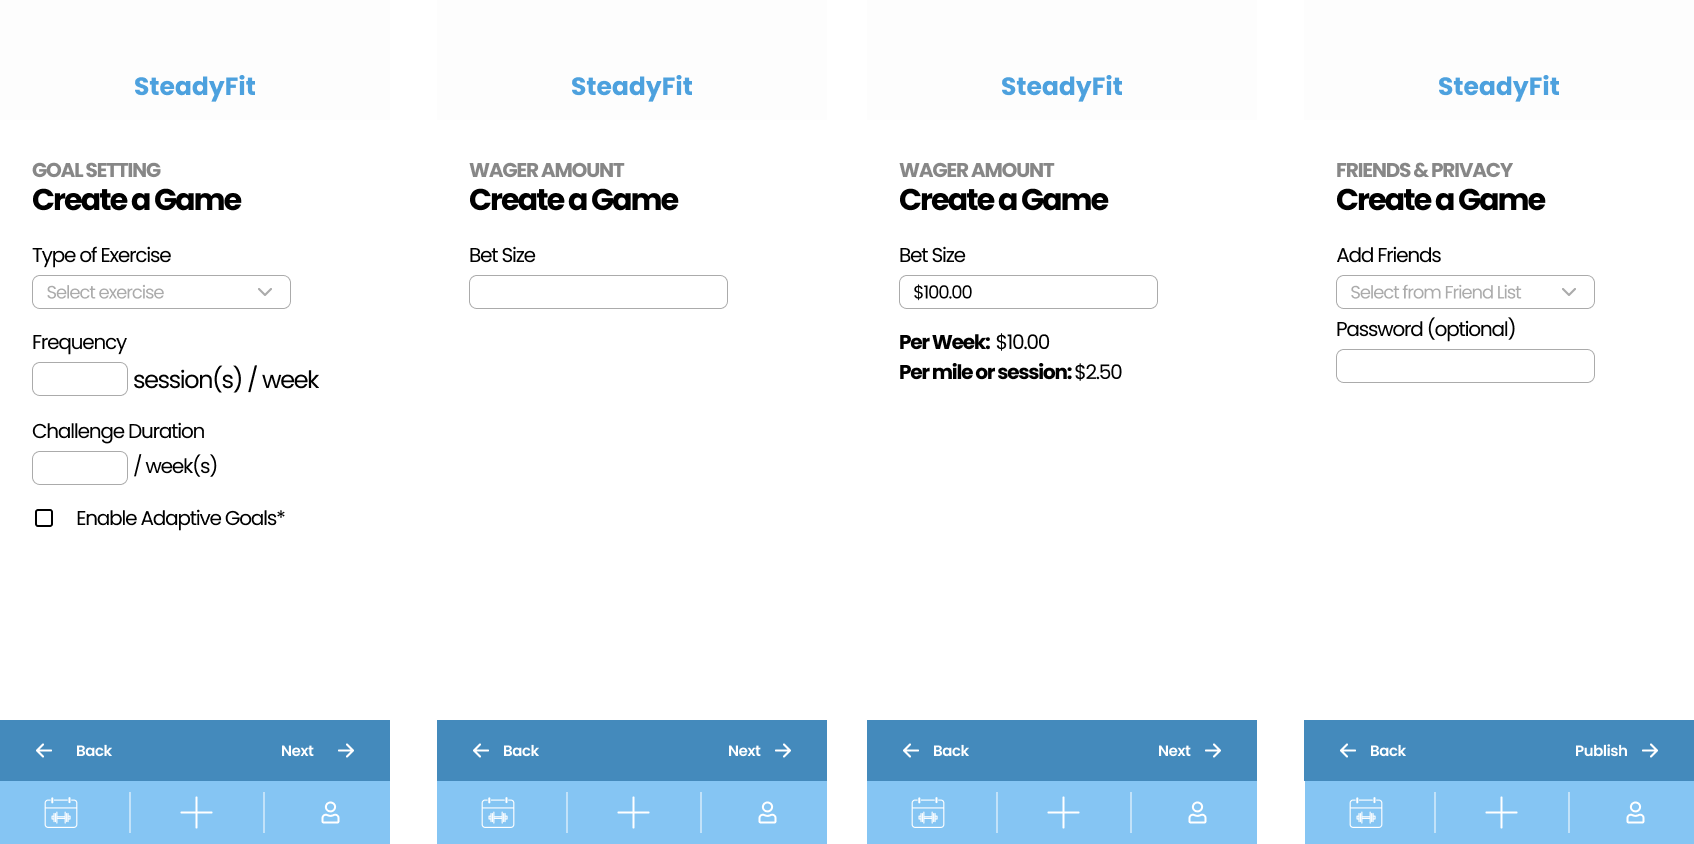 SteadyFit
GOAL SETTING
Create a Game
Type of Exercise
Select exercise
Frequency
session(s) / week
Challenge Duration
/ week(s)
Enable Adaptive Goals*
Back
Next
SteadyFit
WAGER AMOUNT
Create a Game
Bet Size
Back
Next
SteadyFit
WAGER AMOUNT
Create a Game
Bet Size
$100.00
Per Week: $10.00
Per mile or session: $2.50
Back
Next
SteadyFit
FRIENDS & PRIVACY
Create a Game
Add Friends
Select from Friend List
Password (optional)
Back
Publish